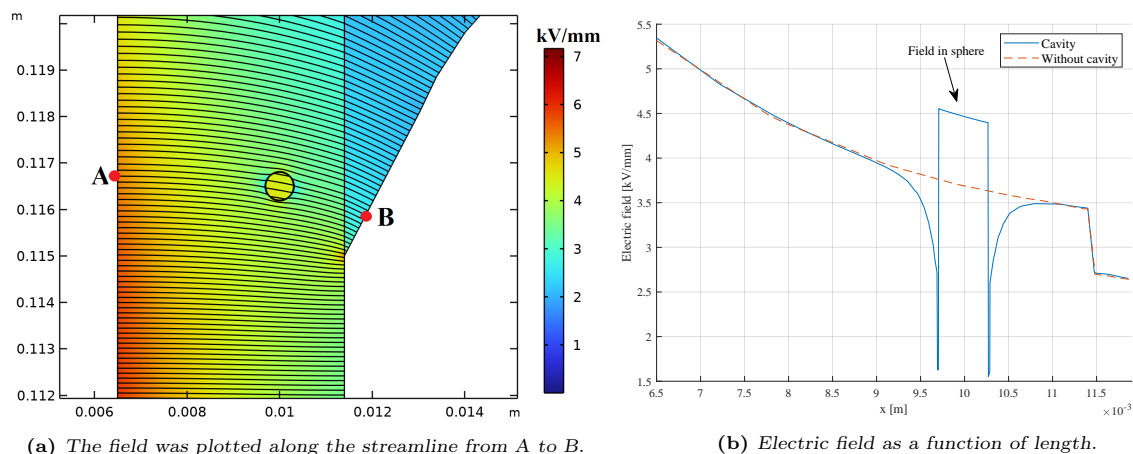 m
kV/mm
0.119
0.118
0.117
0.116
0.115
0.114
0.113
0.112
A
B
7
6
5
4
3
2
1
0.006
0.008
0.01
0.012
0.014
m
(a) The field was plotted along the streamline from A to B.
5.5
5
4.5
4
3.5
3
2.5
2
1.5
Electric field [kV/mm]
Field in sphere
Cavity
Without cavity
6.5 7 7.5 8 8.5 9 9.5 10 10.5 11 11.5
x [m]
×10⁻³
(b) Electric field as a function of length.